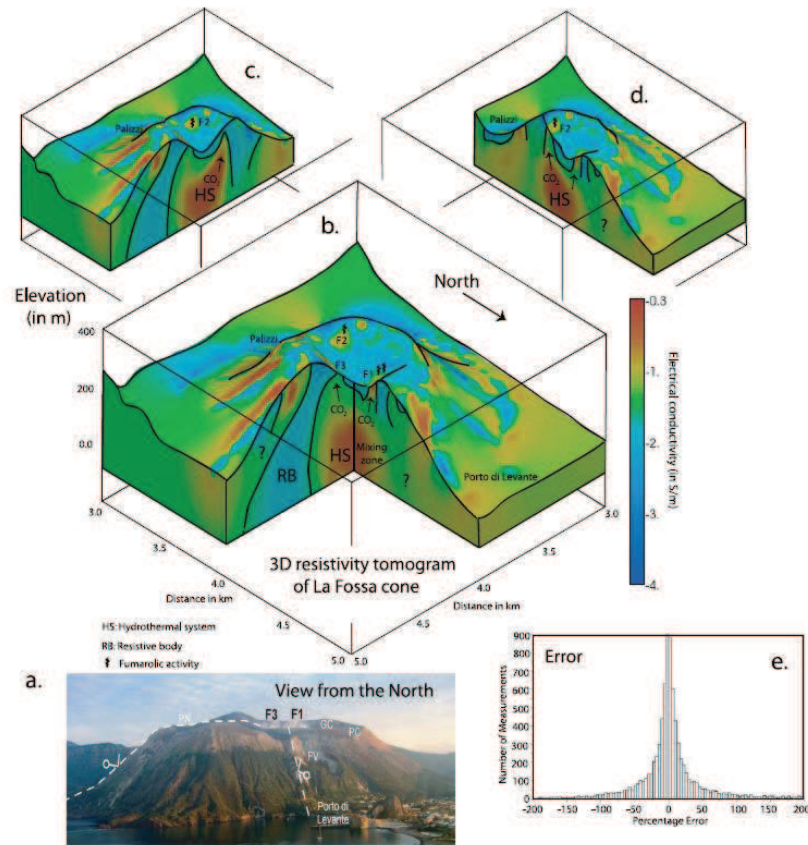 c.
Palizzi
F2
CO2
HS
d.
Palizzi
F2
CO2
HS
?
b.
North
Elevation
(in m)
400
200
0.0
Palizzi
F2
F3
F1
CO2
CO2
?
RB
HS
Mixing
zone
?
Porto di Levante
-0.3
-1.
-2.
-3.
-4.
Electrical conductivity (in S/m)
3.0
3.5
4.0
4.5
5.0
Distance in km
5.0
4.5
4.0
3.5
3.0
Distance in km
3D resistivity tomogram
of La Fossa cone
HS: Hydrothermal system
RB: Resistive body
Fumarolic activity
a.
View from the North
F3 F1
PN
GC
PC
FV
Porto di
Levante
Error
e.
Number of Measurements
900
800
700
600
500
400
300
200
100
0
-200 -150 -100 -50 0 50 100 150 200
Percentage Error